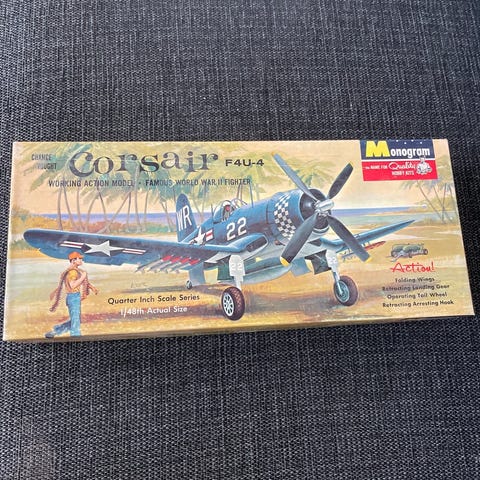 CHANCE VOUGHT Corsair F4U-4
WORKING ACTION MODEL • FAMOUS WORLD WAR II FIGHTER
Monogram
the NAME FOR Quality HOBBY KITS
WR
22
Action!
Folding Wings
Retracting Landing Gear
Operating Tail Wheel
Retracting Arresting Hook
Quarter Inch Scale Series
1/48th Actual Size